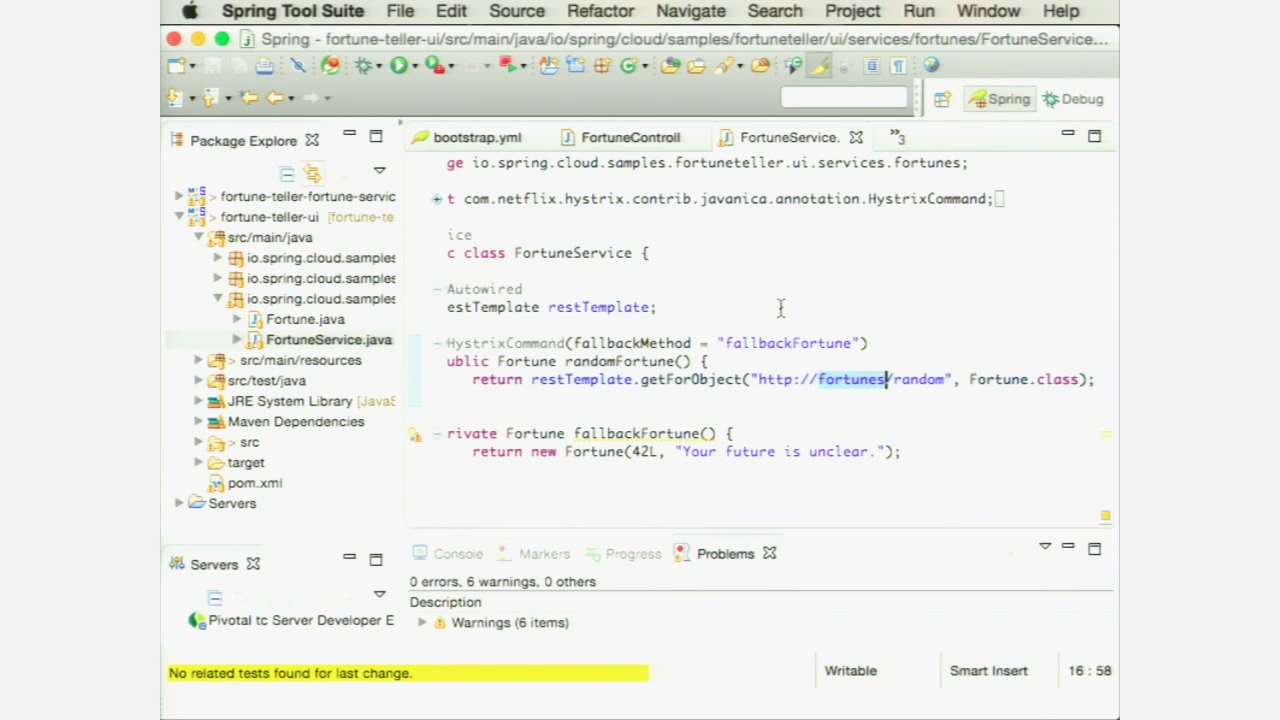 Spring Tool Suite File Edit Source Refactor Navigate Search Project Run Window Help
Spring - fortune-teller-ui/src/main/java/io/spring/cloud/samples/fortuneteller/ui/services/fortunes/FortuneService...
Spring Debug
Package Explorer
bootstrap.yml FortuneControll FortuneService. "3
fortune-teller-fortune-servic
> fortune-teller-ui [fortune-te
src/main/java
io.spring.cloud.samples
io.spring.cloud.samples
io.spring.cloud.samples
Fortune.java
FortuneService.java
> src/main/resources
src/test/java
JRE System Library [JavaS
Maven Dependencies
> src
target
pom.xml
Servers
ge io.spring.cloud.samples.fortuneteller.ui.services.fortunes;
t com.netflix.hystrix.contrib.javanica.annotation.HystrixCommand;
ice
c class FortuneService {
Autowired
estTemplate restTemplate;
HystrixCommand(fallbackMethod = "fallbackFortune")
ublic Fortune randomFortune() {
return restTemplate.getForObject("http://fortunes/random", Fortune.class);
rivate Fortune fallbackFortune() {
return new Fortune(42L, "Your future is unclear.");
Servers
Pivotal tc Server Developer E
Console Markers Progress Problems
0 errors, 6 warnings, 0 others
Description
Warnings (6 items)
No related tests found for last change.
Writable Smart Insert 16 : 58